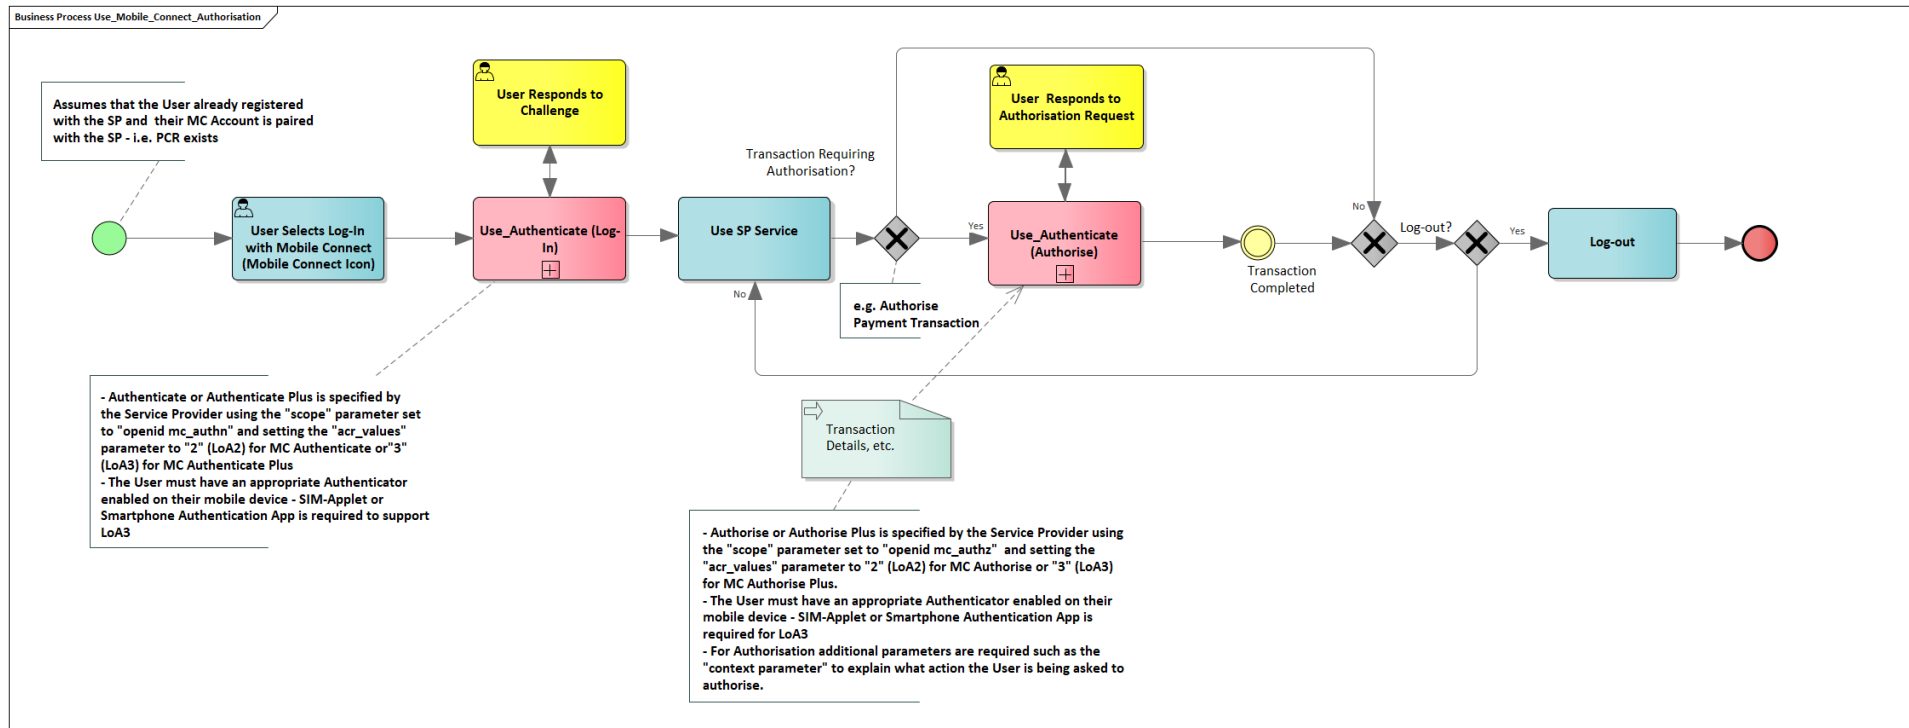 Business Process Use_Mobile_Connect_Authorisation
Assumes that the User already registered
with the SP and  their MC Account is paired
with the SP - i.e. PCR exists
User Responds to
Challenge
User  Responds to
Authorisation Request
Transaction Requiring
Authorisation?
User Selects Log-In
with Mobile Connect
(Mobile Connect Icon)
Use_Authenticate (Log-
In)
Use SP Service
Yes
Use_Authenticate
(Authorise)
Transaction
Completed
No
Log-out?
Yes
Log-out
No
e.g. Authorise
Payment Transaction
- Authenticate or Authenticate Plus is specified by
the Service Provider using the "scope" parameter set
to "openid mc_authn" and setting the "acr_values"
parameter to "2" (LoA2) for MC Authenticate or"3"
(LoA3) for MC Authenticate Plus
- The User must have an appropriate Authenticator
enabled on their mobile device - SIM-Applet or
Smartphone Authentication App is required to support
LoA3
Transaction
Details, etc.
- Authorise or Authorise Plus is specified by the Service Provider using
the "scope" parameter set to "openid mc_authz"  and setting the
"acr_values" parameter to "2" (LoA2) for MC Authorise or "3" (LoA3)
for MC Authorise Plus.
- The User must have an appropriate Authenticator enabled on their
mobile device - SIM-Applet or Smartphone Authentication App is
required for LoA3
- For Authorisation additional parameters are required such as the
"context parameter" to explain what action the User is being asked to
authorise.